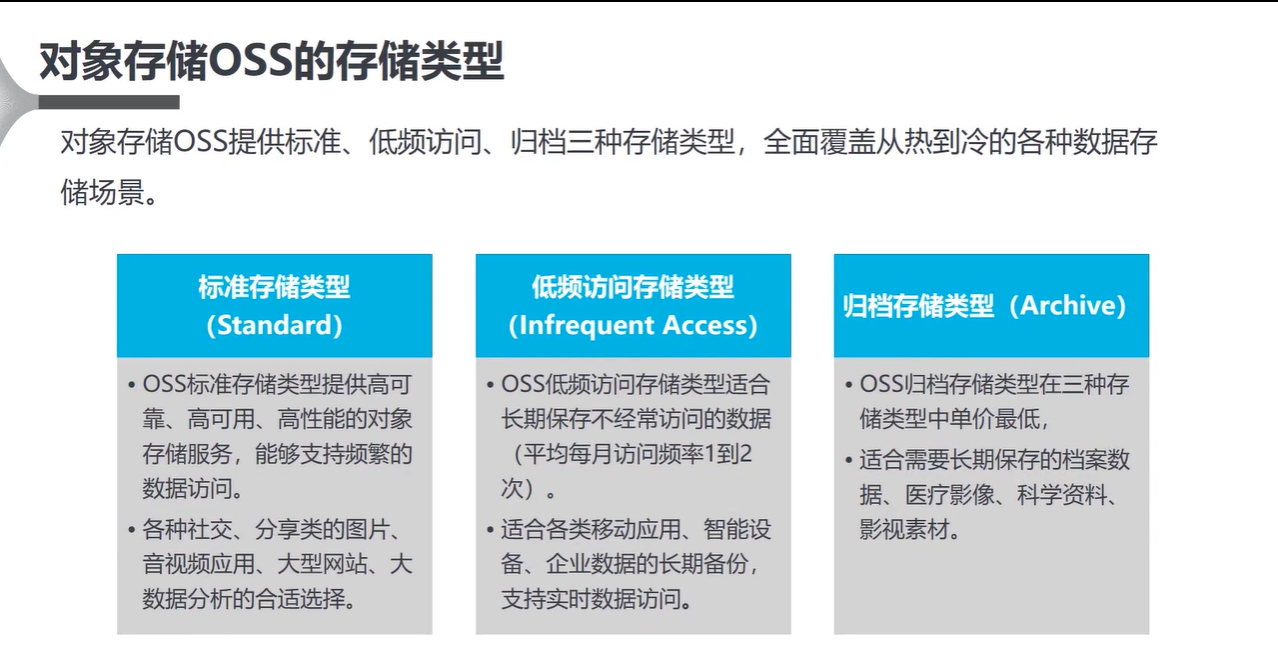 对象存储OSS的存储类型
对象存储OSS提供标准、低频访问、归档三种存储类型，全面覆盖从热到冷的各种数据存
储场景。
标准存储类型
（Standard）
• OSS标准存储类型提供高可
靠、高可用、高性能的对象
存储服务，能够支持频繁的
数据访问。
• 各种社交、分享类的图片、
音视频应用、大型网站、大
数据分析的合适选择。
低频访问存储类型
（Infrequent Access）
• OSS低频访问存储类型适合
长期保存不经常访问的数据
（平均每月访问频率1到2
次）。
• 适合各类移动应用、智能设
备、企业数据的长期备份，
支持实时数据访问。
归档存储类型（Archive）
• OSS归档存储类型在三种存
储类型中单价最低，
• 适合需要长期保存的档案数
据、医疗影像、科学资料、
影视素材。